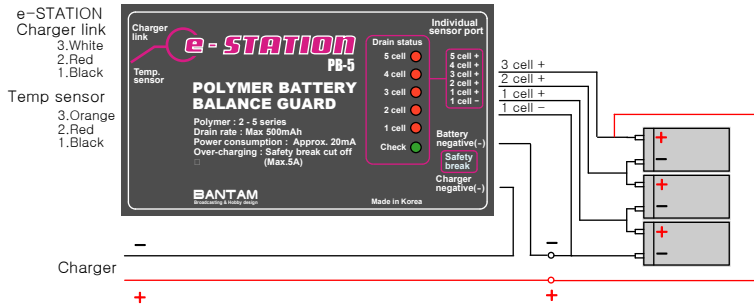 e-STATION
Charger link
3.White
2.Red
1.Black
Temp sensor
3.Orange
2.Red
1.Black
Charger
link
Temp.
sensor
e-STATION
PB-5
POLYMER BATTERY
BALANCE GUARD
Polymer : 2 - 5 series
Drain rate : Max 500mAh
Power consumption : Approx. 20mA
Over-charging : Safety break cut off
□ (Max.5A)
BANTAM
Broadcasting & Hobby design
Made in Korea
Drain status
5 cell
4 cell
3 cell
2 cell
1 cell
Check
Individual
sensor port
5 cell +
4 cell +
3 cell +
2 cell +
1 cell +
1 cell −
Battery
negative(-)
Safety
break
Charger
negative(-)
3 cell +
2 cell +
1 cell +
1 cell −
+
−
+
−
+
−
Charger
−
+
−
+